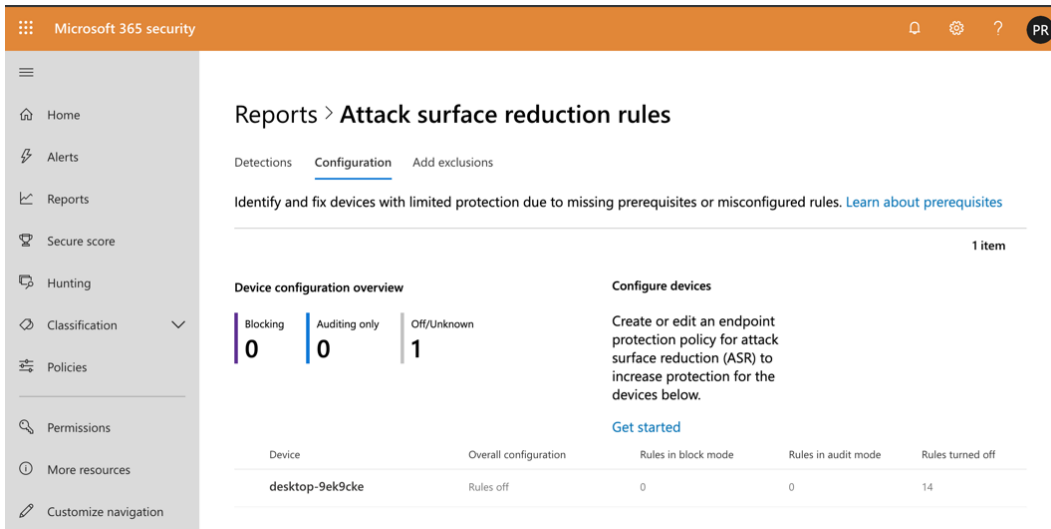 Microsoft 365 security
?
PR
Home
Alerts
Reports
Secure score
Hunting
Classification
Policies
Permissions
More resources
Customize navigation
Reports > Attack surface reduction rules
Detections Configuration Add exclusions
Identify and fix devices with limited protection due to missing prerequisites or misconfigured rules. Learn about prerequisites
1 item
Device configuration overview
Blocking Auditing only Off/Unknown
0 0 1
Configure devices
Create or edit an endpoint
protection policy for attack
surface reduction (ASR) to
increase protection for the
devices below.
Get started
Device Overall configuration Rules in block mode Rules in audit mode Rules turned off
desktop-9ek9cke Rules off 0 0 14